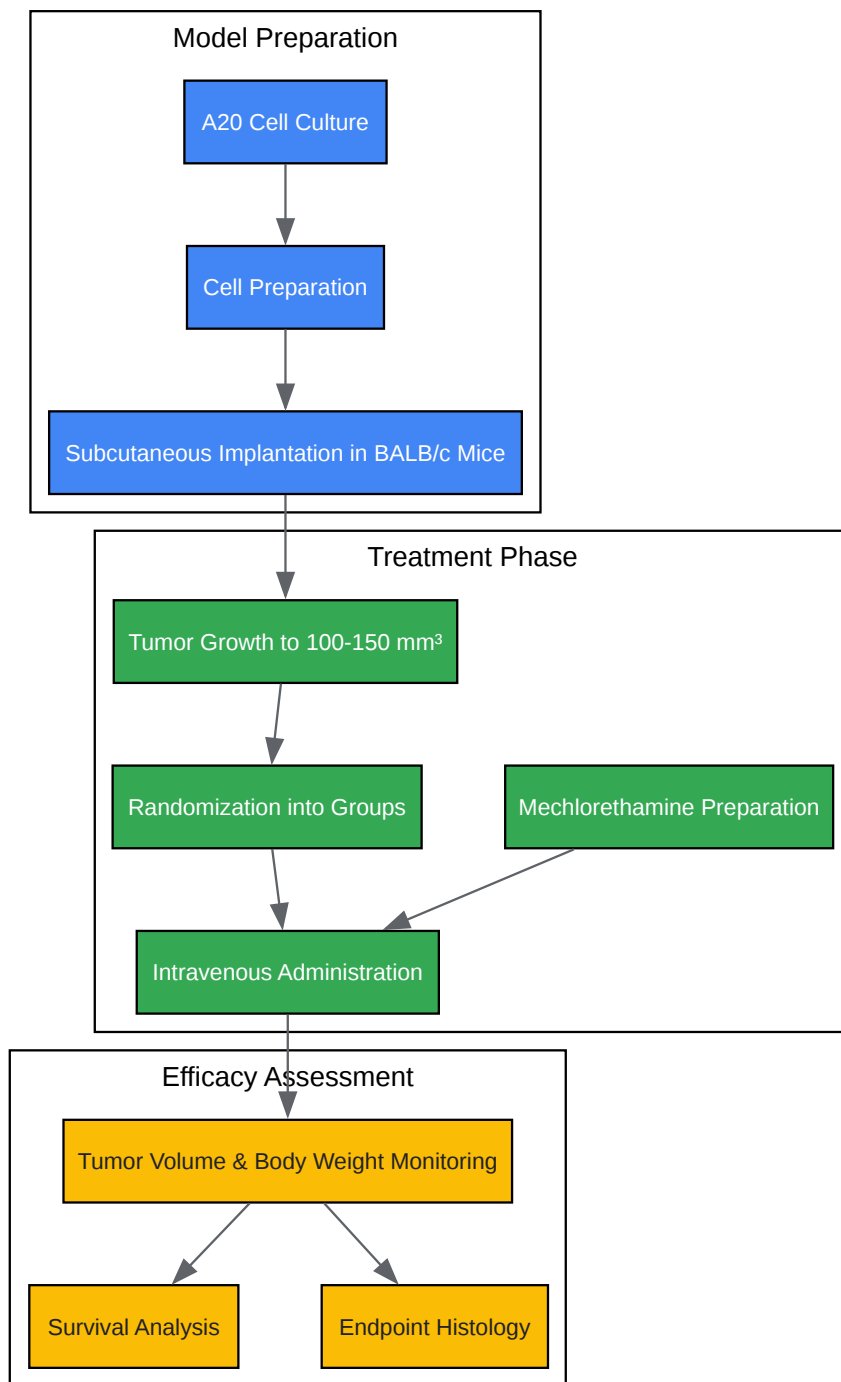 Model Preparation
A20 Cell Culture
Cell Preparation
Subcutaneous Implantation in BALB/c Mice
Treatment Phase
Tumor Growth to 100-150 mm³
Randomization into Groups
Mechlorethamine Preparation
Intravenous Administration
Efficacy Assessment
Tumor Volume & Body Weight Monitoring
Survival Analysis
Endpoint Histology